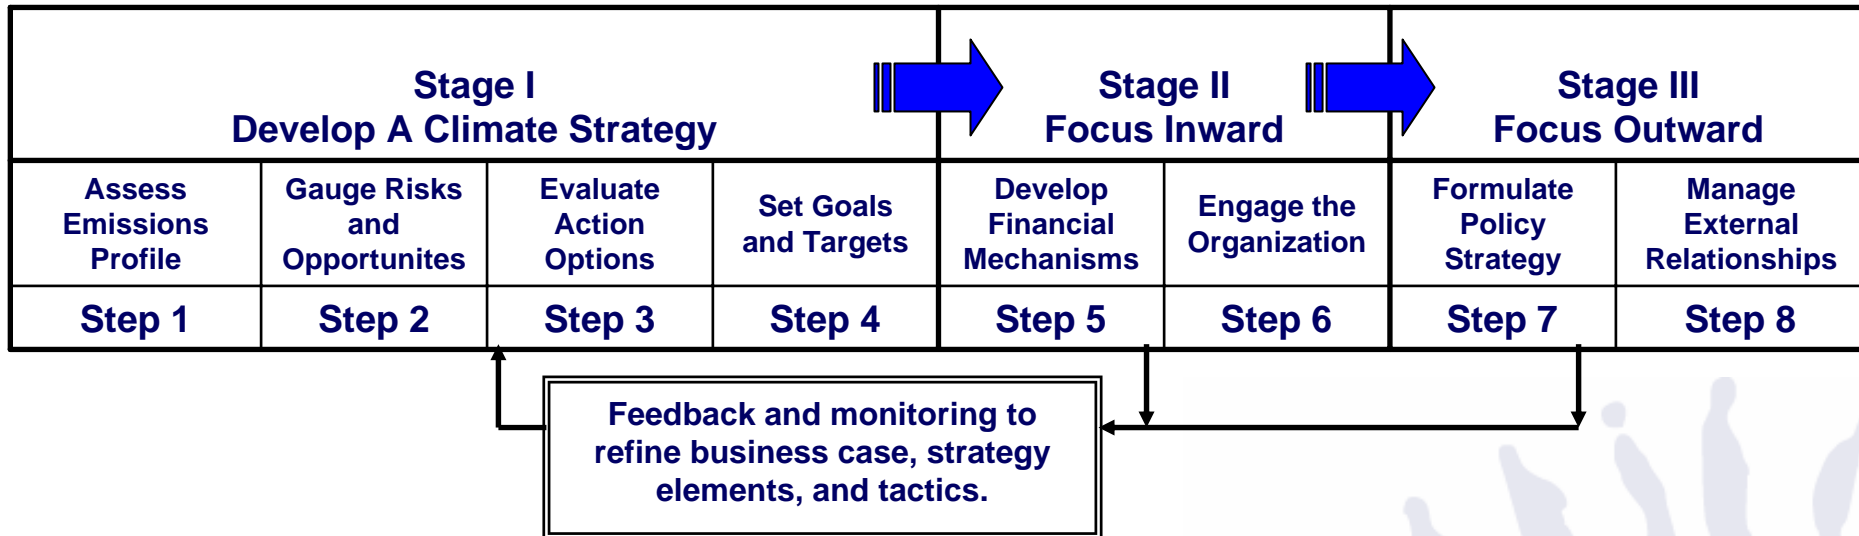 Stage I
Develop A Climate Strategy
Stage II
Focus Inward
Stage III
Focus Outward
Assess
Emissions
Profile
Gauge Risks
and
Opportunites
Evaluate
Action
Options
Set Goals
and Targets
Develop
Financial
Mechanisms
Engage the
Organization
Formulate
Policy
Strategy
Manage
External
Relationships
Step 1
Step 2
Step 3
Step 4
Step 5
Step 6
Step 7
Step 8
Feedback and monitoring to
refine business case, strategy
elements, and tactics.